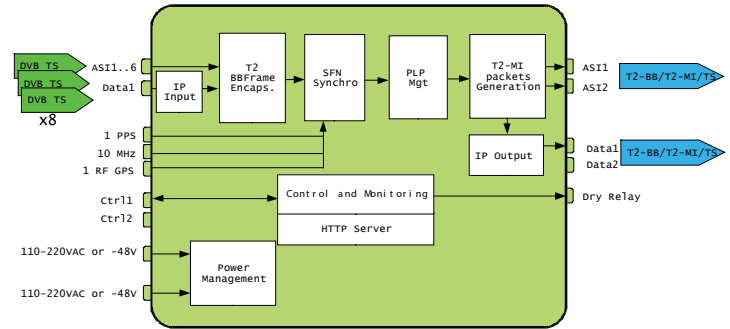 DVB TS
DVB TS
DVB TS
x8
ASI1..6
Data1
IP
Input
T2
BBFrame
Encaps.
SFN
Synchro
PLP
Mgt
T2-MI
packets
Generation
ASI1
ASI2
T2-BB/T2-MI/TS
1 PPS
10 MHz
1 RF GPS
IP Output
Data1
Data2
T2-BB/T2-MI/TS
Ctrl1
Ctrl2
Control and Monitoring
HTTP Server
Dry Relay
110-220VAC or -48V
110-220VAC or -48V
Power
Management